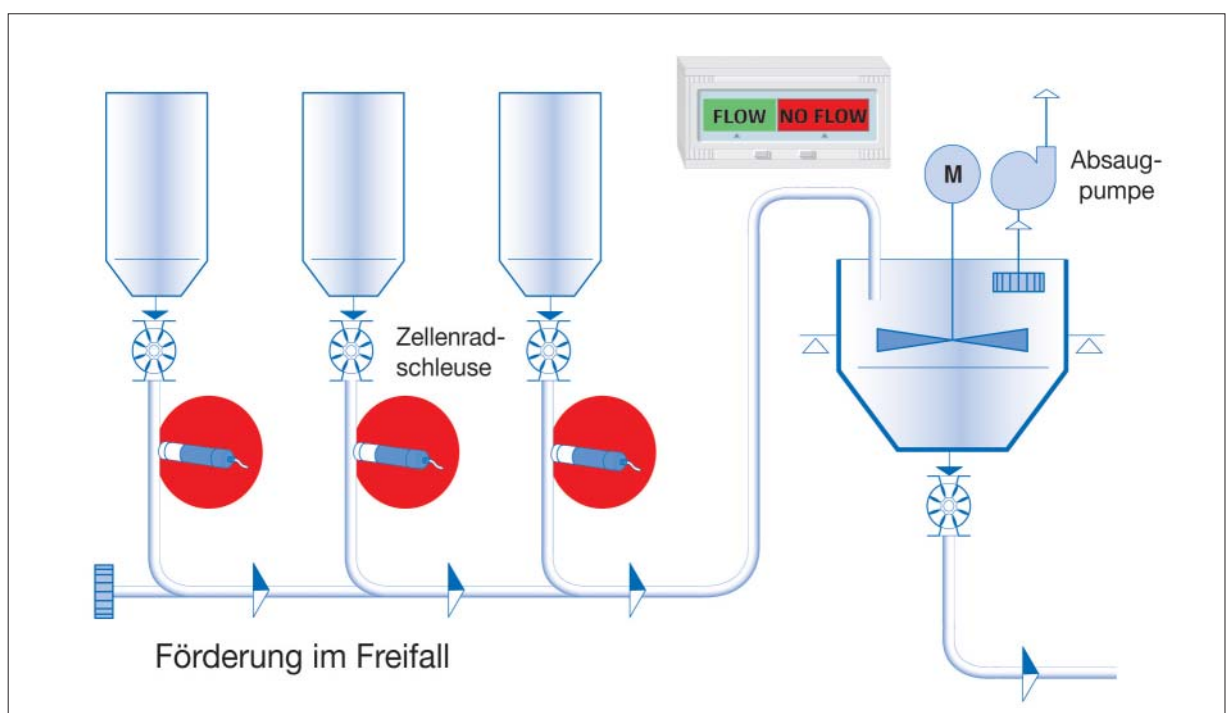 FLOW NO FLOW
M
Absaug-
pumpe
Zellenrad-
schleuse
Förderung im Freifall